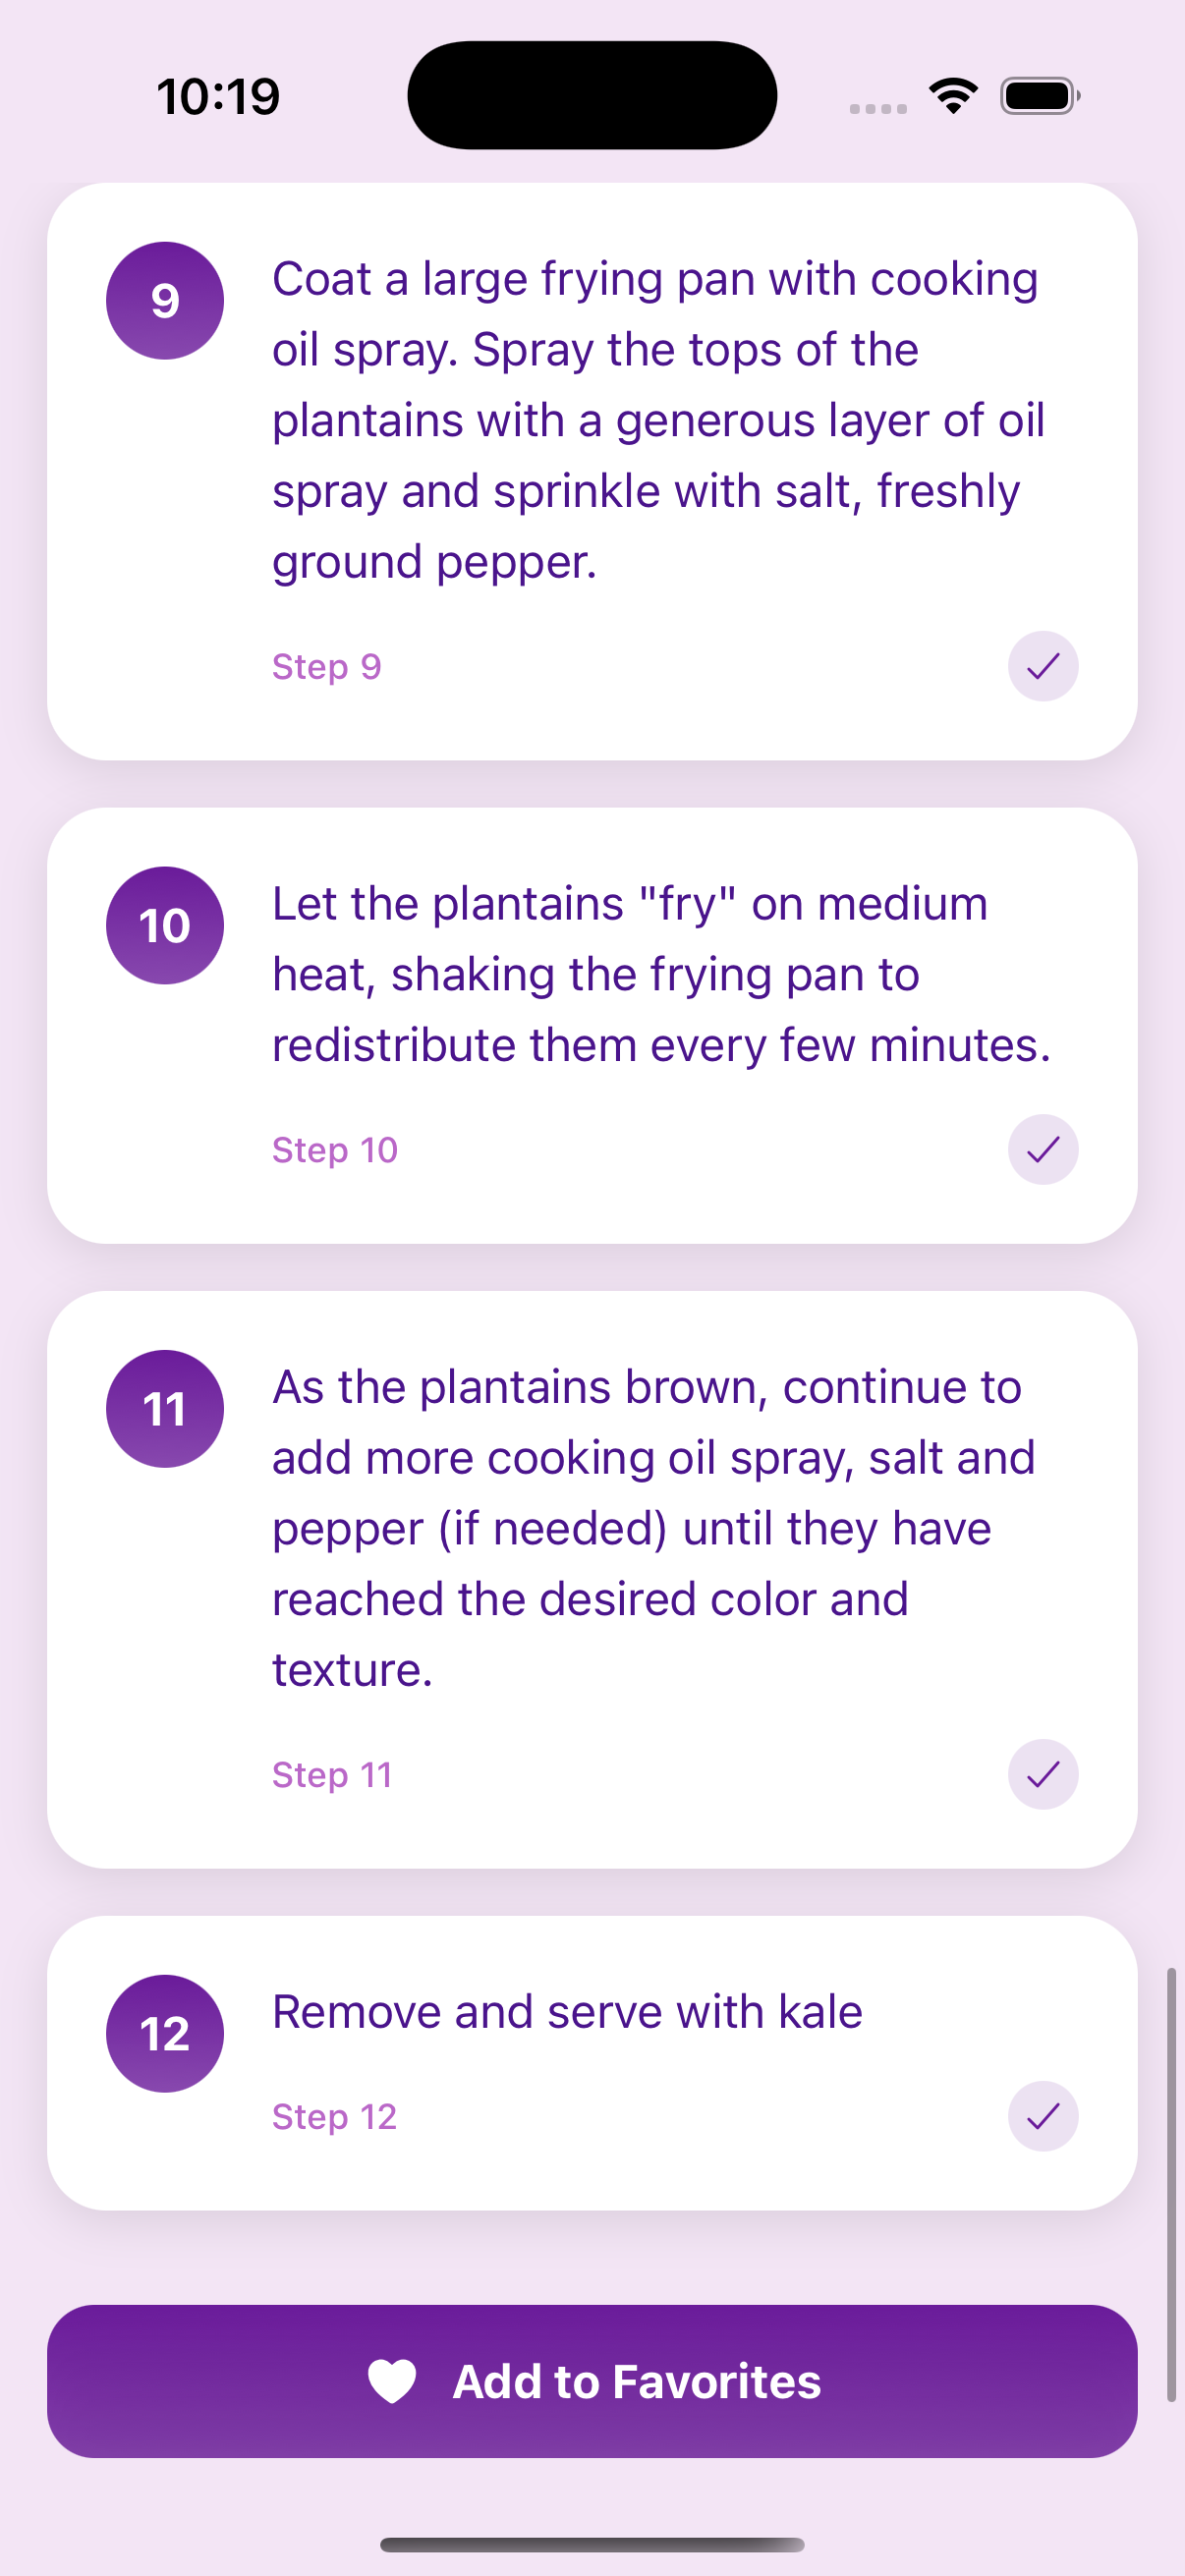 10:19
9
Coat a large frying pan with cooking
oil spray. Spray the tops of the
plantains with a generous layer of oil
spray and sprinkle with salt, freshly
ground pepper.
Step 9
10
Let the plantains "fry" on medium
heat, shaking the frying pan to
redistribute them every few minutes.
Step 10
11
As the plantains brown, continue to
add more cooking oil spray, salt and
pepper (if needed) until they have
reached the desired color and
texture.
Step 11
12
Remove and serve with kale
Step 12
Add to Favorites